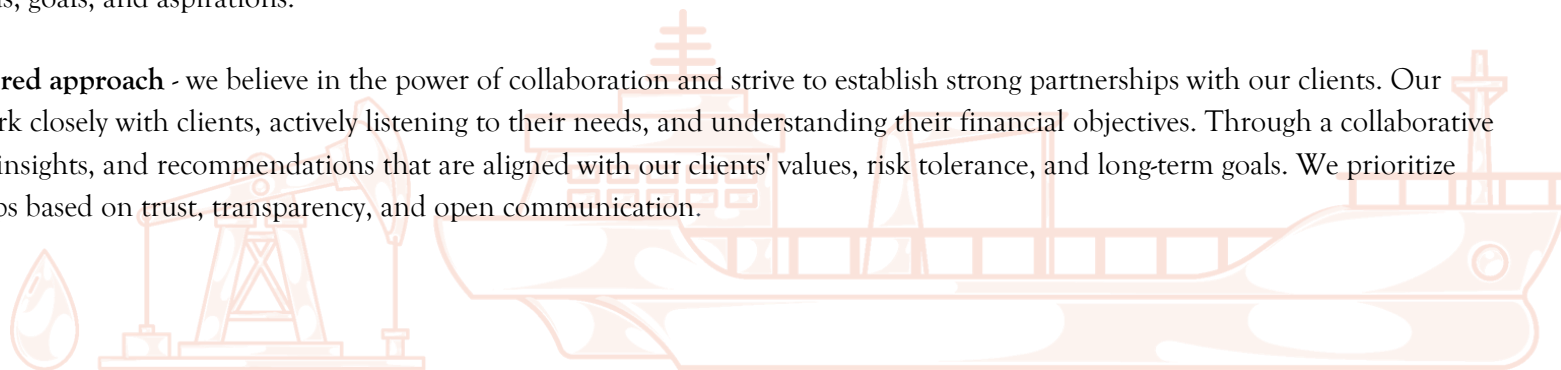 s, goals, and aspirations.
red approach - we believe in the power of collaboration and strive to establish strong partnerships with our clients. Our
rk closely with clients, actively listening to their needs, and understanding their financial objectives. Through a collaborative
insights, and recommendations that are aligned with our clients' values, risk tolerance, and long-term goals. We prioritize
ps based on trust, transparency, and open communication.